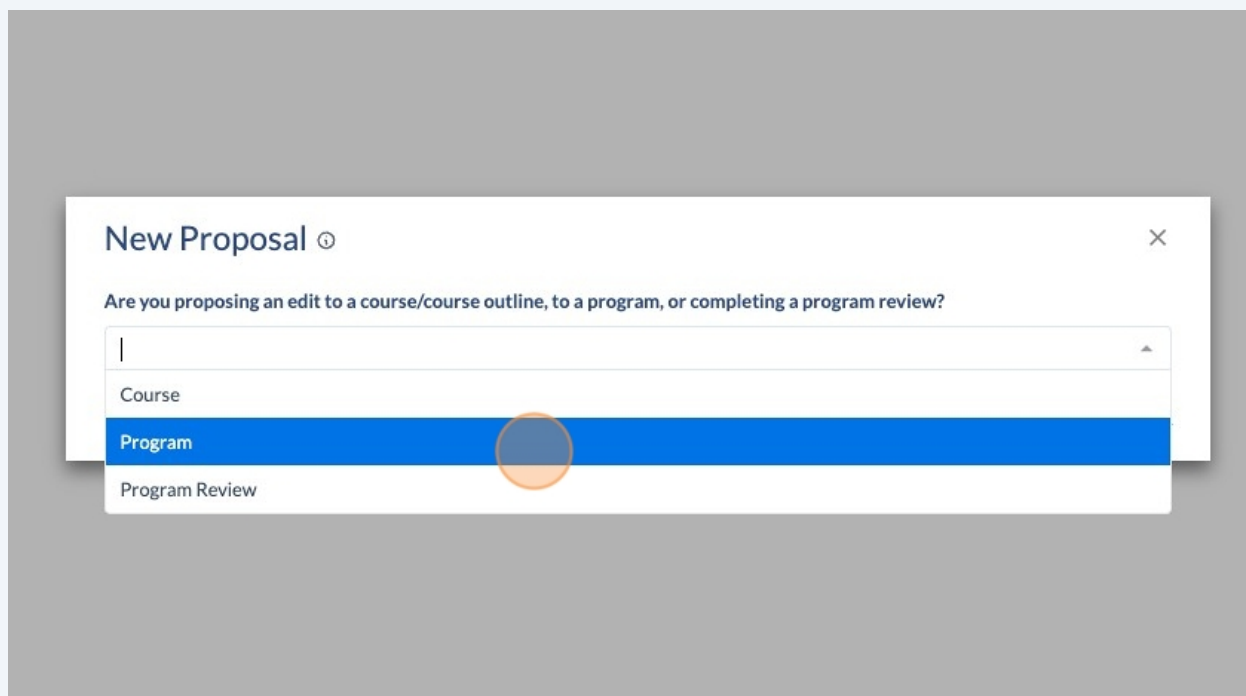 New Proposal
Are you proposing an edit to a course/course outline, to a program, or completing a program review?
Course
Program
Program Review